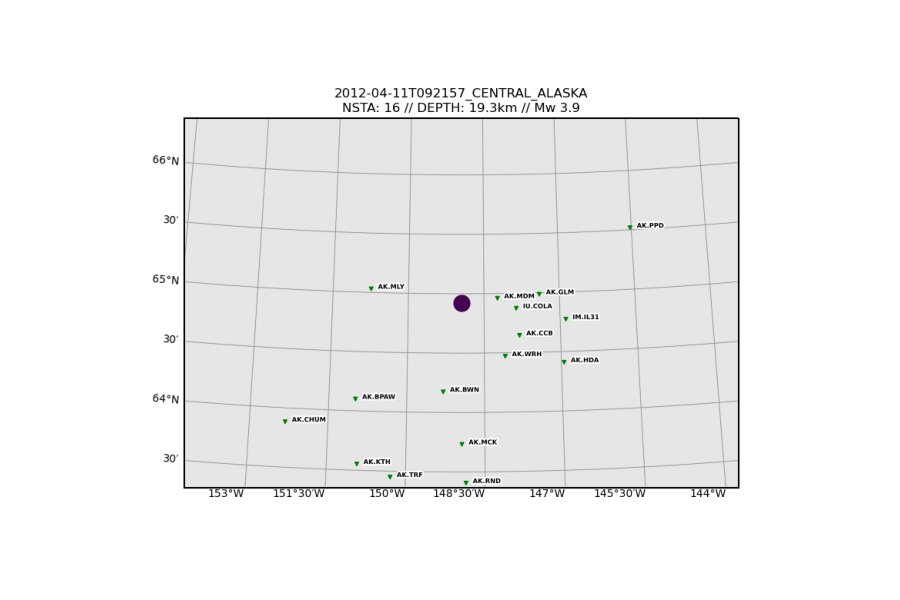 2012-04-11T092157_CENTRAL_ALASKA
NSTA: 16 // DEPTH: 19.3km // Mw 3.9
66°N
30′
AK.PPD
65°N
AK.MLY
AK.GLM
AK.MDM
IU.COLA
IM.IL31
AK.CCB
30′
AK.WRH
AK.HDA
AK.BWN
AK.BPAW
64°N
AK.CHUM
AK.MCK
30′
AK.KTH
AK.TRF
AK.RND
153°W 151°30′W 150°W 148°30′W 147°W 145°30′W 144°W